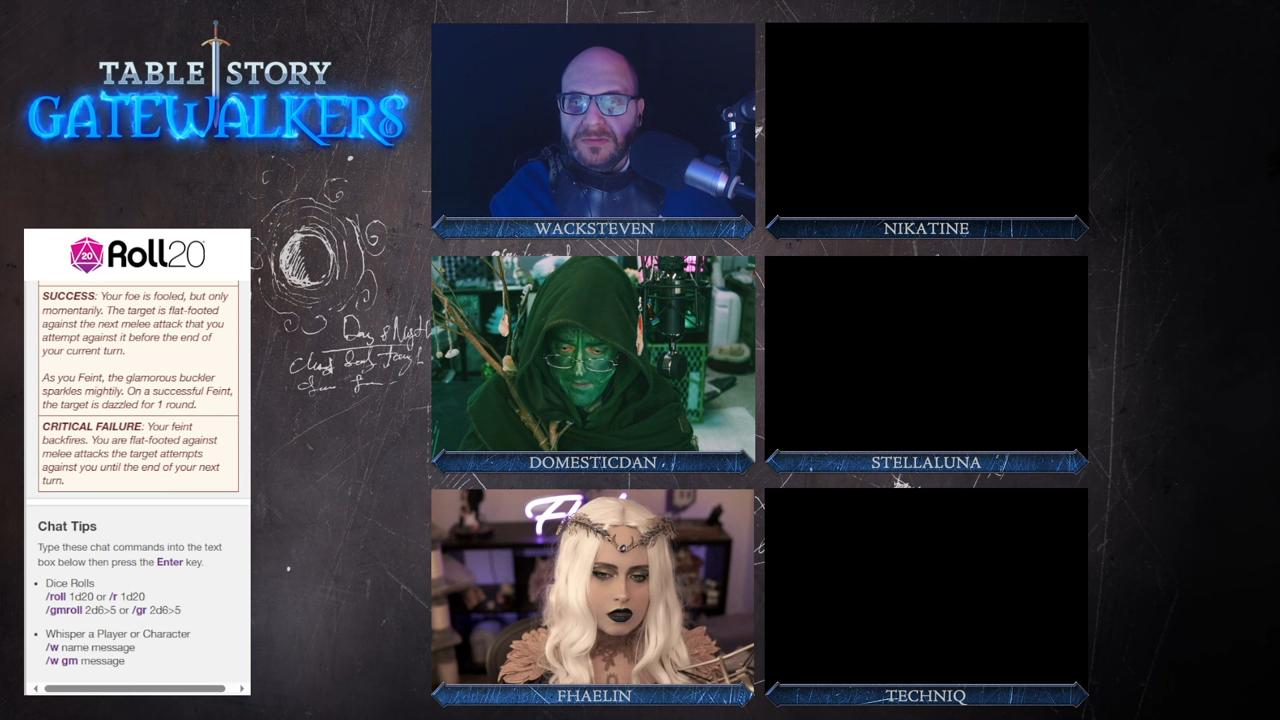 TABLE STORY
GATEWALKERS
20
Roll20
SUCCESS: Your foe is fooled, but only
momentarily. The target is flat-footed
against the next melee attack that you
attempt against it before the end of
your current turn.
As you Feint, the glamorous buckler
sparkles mightily. On a successful Feint,
the target is dazzled for 1 round.
CRITICAL FAILURE: Your feint
backfires. You are flat-footed against
melee attacks the target attempts
against you until the end of your next
turn.
Chat Tips
Type these chat commands into the text
box below then press the Enter key.
• Dice Rolls
/roll 1d20 or /r 1d20
/gmroll 2d6>5 or /gr 2d6>5
• Whisper a Player or Character
/w name message
/w gm message
Day & Night
WACKSTEVEN
NIKATINE
DOMESTICDAN
STELLALUNA
FHAELIN
TECHNIQ